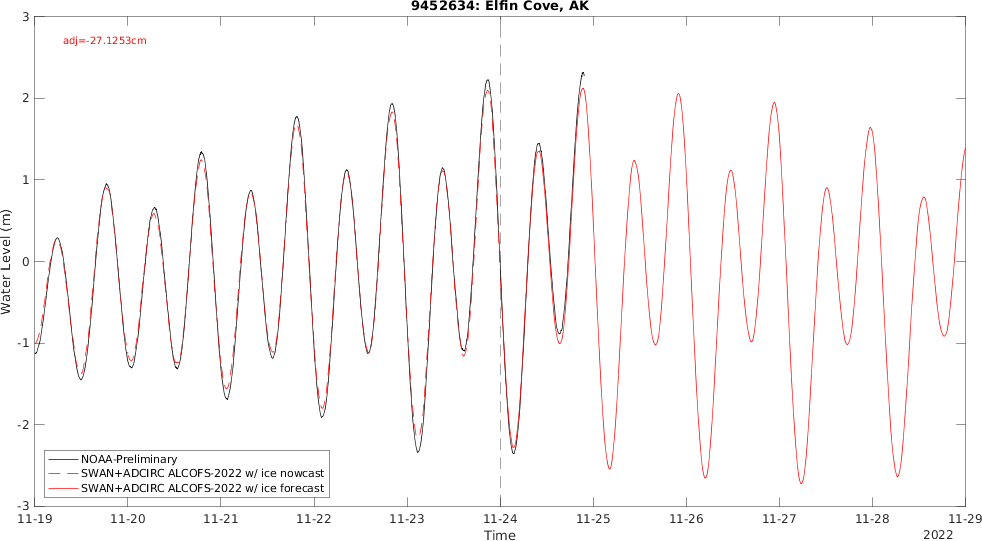 9452634: Elfin Cove, AK
adj=-27.1253cm
3
2
1
0
-1
-2
-3
Water Level (m)
NOAA-Preliminary
SWAN+ADCIRC ALCOFS-2022 w/ ice nowcast
SWAN+ADCIRC ALCOFS-2022 w/ ice forecast
11-19 11-20 11-21 11-22 11-23 11-24 11-25 11-26 11-27 11-28 11-29
Time
2022